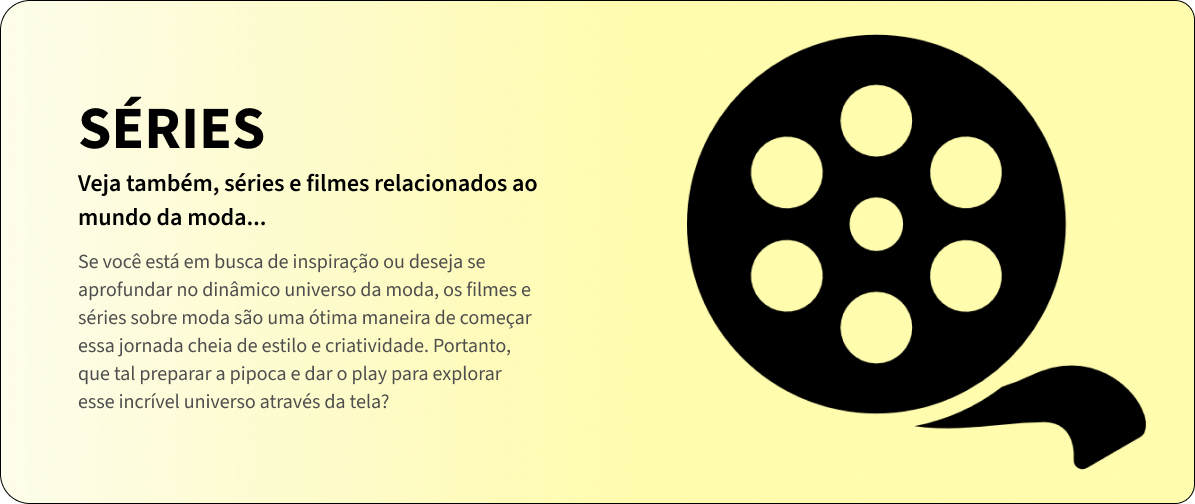 SÉRIES
Veja também, séries e filmes relacionados ao
mundo da moda...
Se você está em busca de inspiração ou deseja se
aprofundar no dinâmico universo da moda, os filmes e
séries sobre moda são uma ótima maneira de começar
essa jornada cheia de estilo e criatividade. Portanto,
que tal preparar a pipoca e dar o play para explorar
esse incrível universo através da tela?